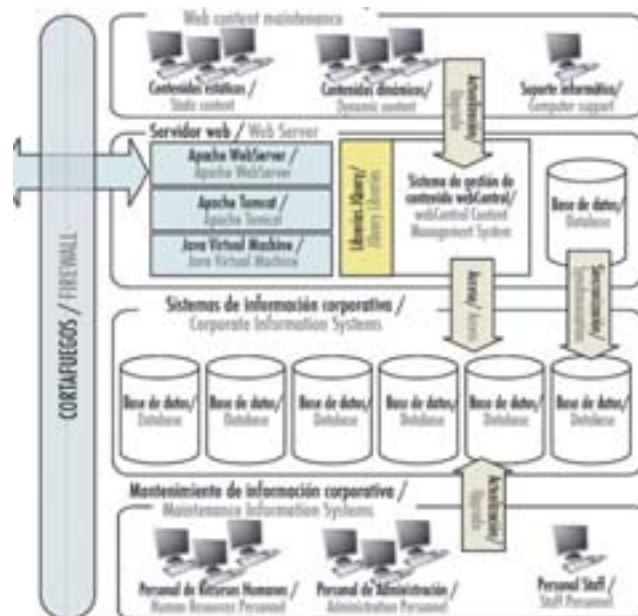 Web content maintenance
Contenidos estáticos /
Static content
Contenidos dinámicos/
Dynamic content
Soporte informático/
Computer support
Actualización/
Upgrade
Servidor web / Web Server
Apache WebServer /
Apache WebServer
Apache Tomcat/
Apache Tomcat
Java Virtual Machine /
Java Virtual Machine
Librerías JQuery/
JQuery Libraries
Sistema de gestión de
contenido webControl/
webControl Content
Management System
Base de datos/
Database
Acceso/ Access
Sincronización/
Synchronization
CORTAFUEGOS / FIREWALL
Sistemas de información corporativa /
Corporate Information Systems
Base de datos/
Database
Base de datos/
Database
Base de datos/
Database
Base de datos/
Database
Base de datos/
Database
Base de datos/
Database
Actualización/
Upgrade
Mantenimiento de información corporativa /
Maintenance Information Systems
Personal de Recursos Humanos /
Human Resources Personnel
Personal de Administración /
Administration Personnel
Personal Staff /
Staff Personnel